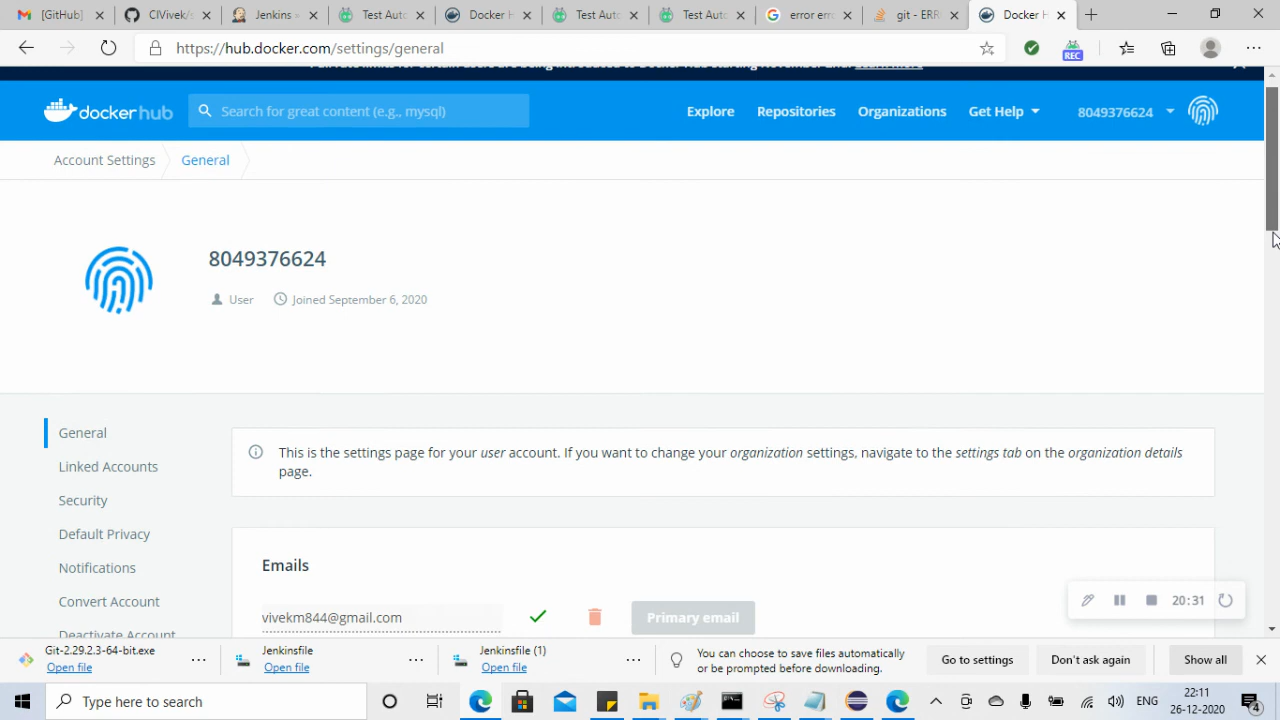 [GitHub]
CIVivek/s
Jenkins »
Test Aut
Docker H
Test Auto
Test Auto
error erro
git - ERR
Docker H
https://hub.docker.com/settings/general
REC
docker hub
Search for great content (e.g., mysql)
Explore
Repositories
Organizations
Get Help
8049376624
Account Settings
General
8049376624
User
Joined September 6, 2020
General
Linked Accounts
Security
Default Privacy
Notifications
Convert Account
Deactivate Account
This is the settings page for your user account. If you want to change your organization settings, navigate to the settings tab on the organization details
page.
Emails
vivekm844@gmail.com
Primary email
20:31
Git-2.29.2.3-64-bit.exe
Open file
Jenkinsfile
Open file
Jenkinsfile (1)
Open file
You can choose to save files automatically
or be prompted before downloading.
Go to settings
Don't ask again
Show all
Type here to search
ENG
22:11
26-12-2020
4